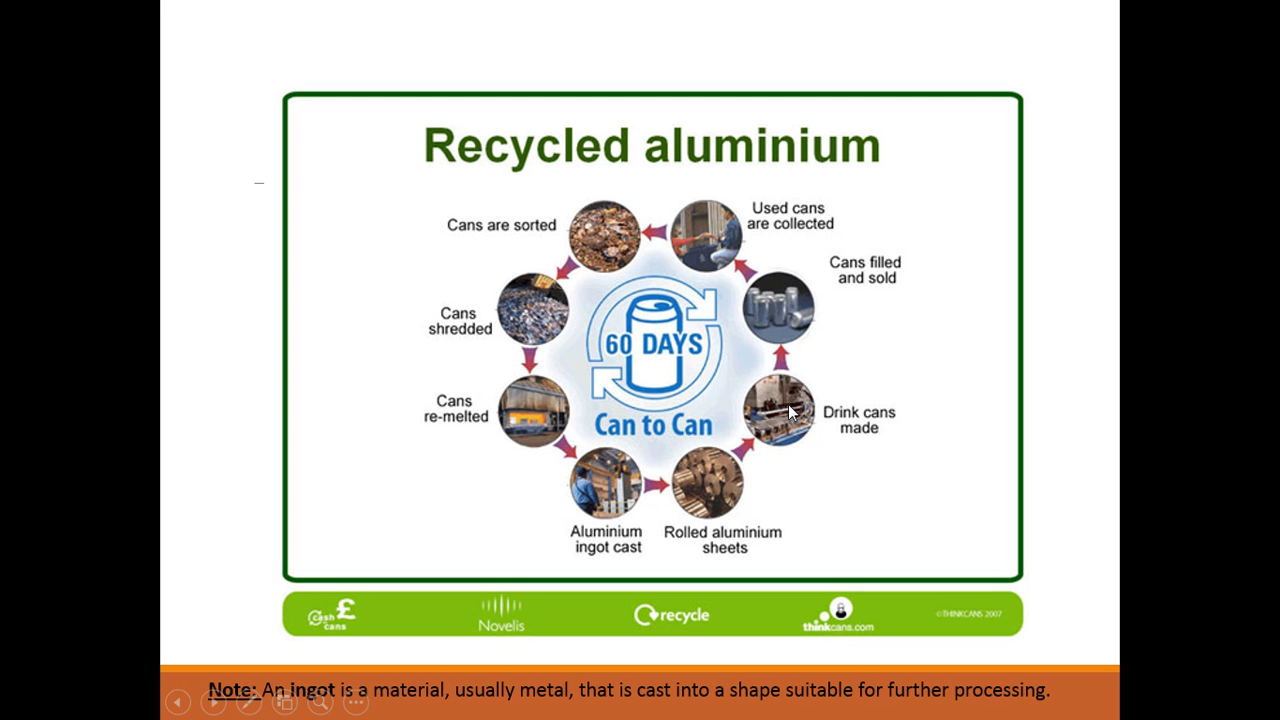 Recycled aluminium
Used cans
are collected
Cans are sorted
Cans filled
and sold
Cans
shredded
60 DAYS
Cans
re-melted
Can to Can
Drink cans
made
Aluminium
ingot cast
Rolled aluminium
sheets
cash £
cans
Novelis
recycle
thinkcans.com
©THINKCANS 2007
Note: An ingot is a material, usually metal, that is cast into a shape suitable for further processing.